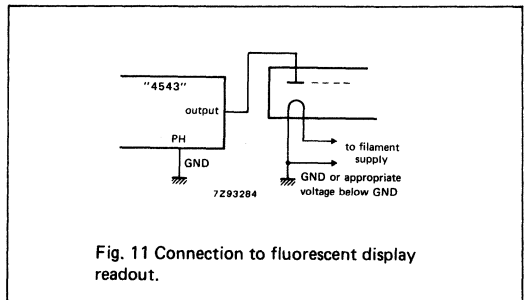 "4543"
output
PH
GND
to filament
supply
GND or appropriate
voltage below GND
7Z93284
Fig. 11 Connection to fluorescent display
readout.